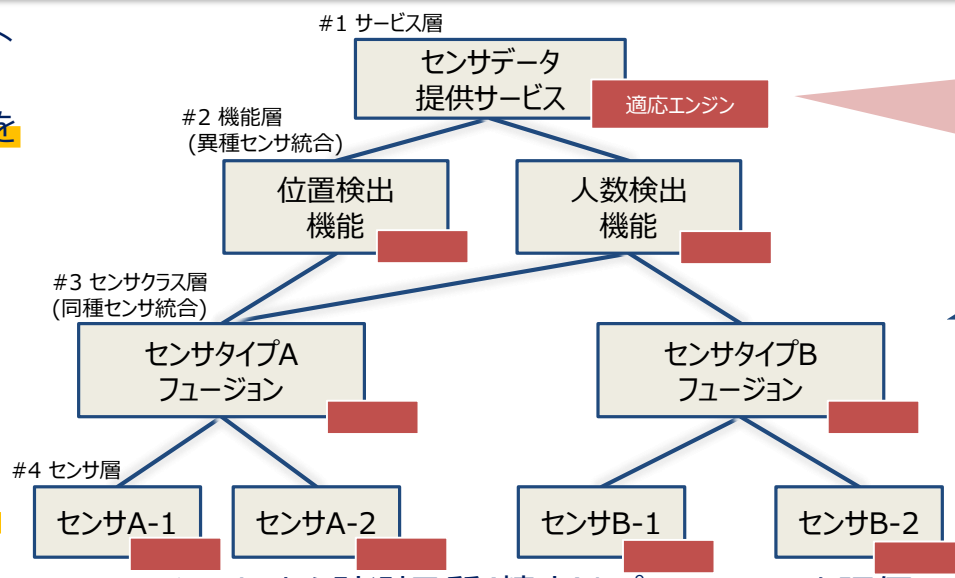 #1 サービス層
センサデータ
提供サービス
適応エンジン
を
#2 機能層
(異種センサ統合)
位置検出
機能
人数検出
機能
#3 センサクラス層
(同種センサ統合)
センサタイプA
フュージョン
センサタイプB
フュージョン
#4 センサ層
センサA-1
センサA-2
センサB-1
センサB-2